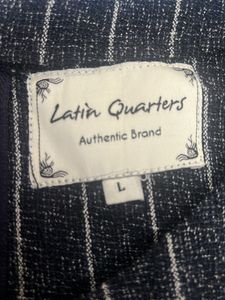 Latin Quarters
Authentic Brand
L